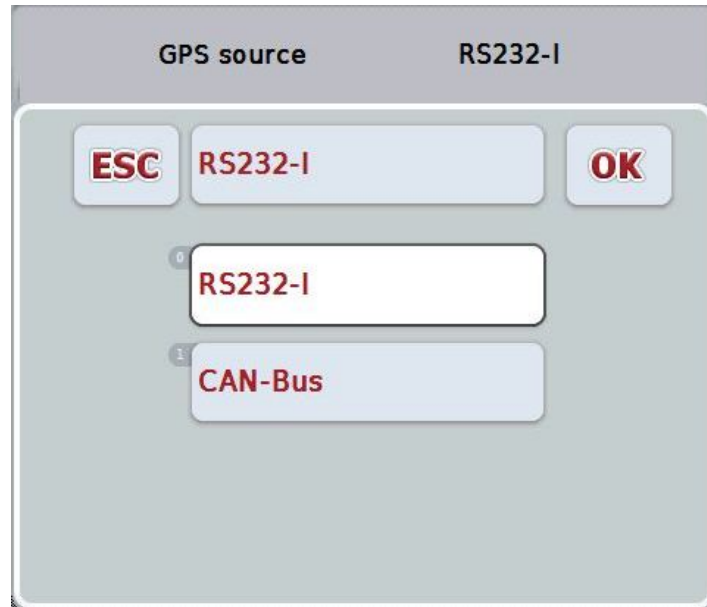 GPS source RS232-I
ESC RS232-I OK
0
RS232-I
1
CAN-Bus